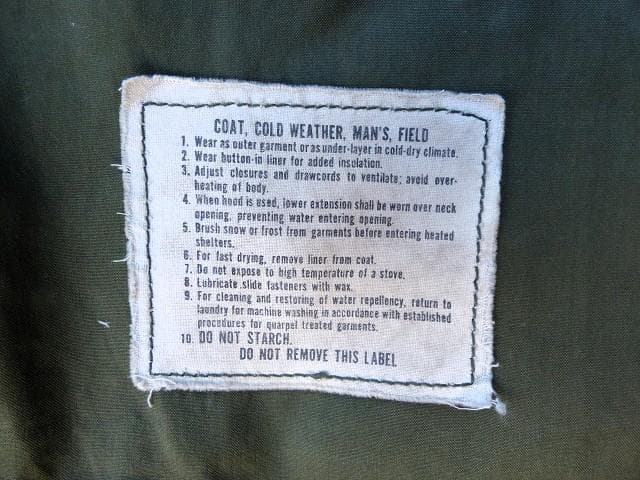 COAT, COLD WEATHER, MAN'S, FIELD
1. Wear as outer garment or as under-layer in cold-dry climate.
2. Wear button-in liner for added insulation.
3. Adjust closures and drawcords to ventilate; avoid over-
heating of body.
4. When hood is used, lower extension shall be worn over neck
opening, preventing water entering opening.
5. Brush snow or frost from garments before entering heated
shelters.
6. For fast drying, remove liner from coat.
7. Do not expose to high temperature of a stove.
8. Lubricate slide fasteners with wax.
9. For cleaning and restoring of water repellency, return to
laundry for machine washing in accordance with established
procedures for quarpel treated garments.
10. DO NOT STARCH.
DO NOT REMOVE THIS LABEL